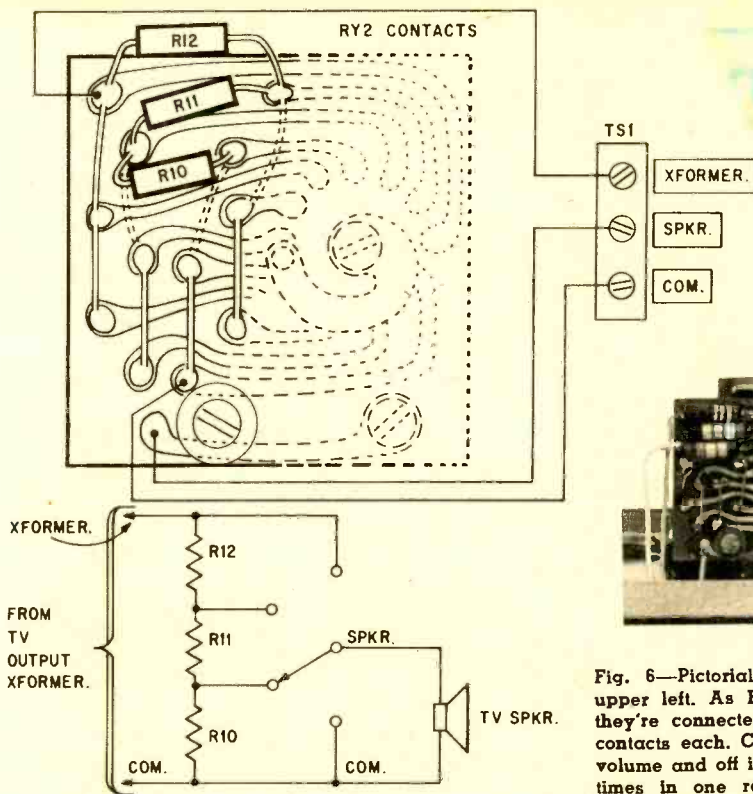 RY2 CONTACTS
R12
R11
R10
TS1
XFORMER.
SPKR.
COM.
XFORMER.
FROM
TV
OUTPUT
XFORMER.
R12
R11
R10
SPKR.
TV SPKR.
COM.
COM.
Fig. 6—Pictorial
upper left. As
they're connecte
contacts each. C
volume and off i
times in one re